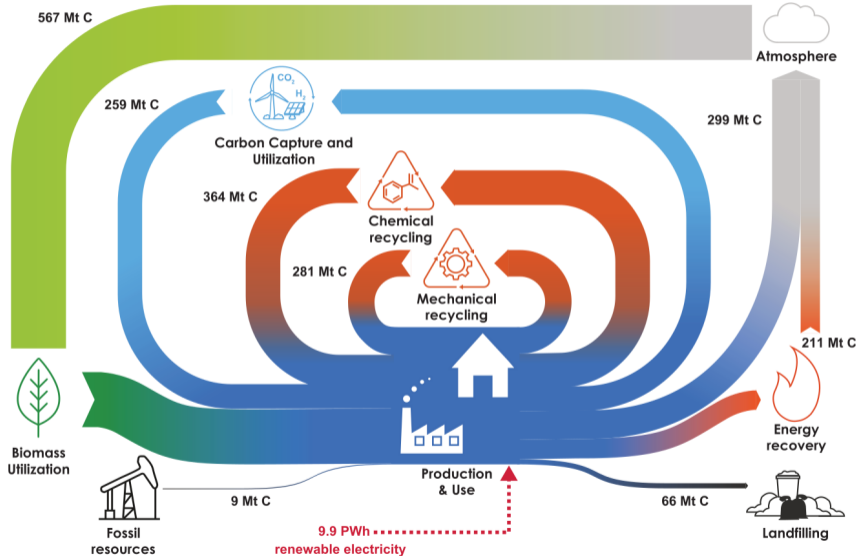 567 Mt C
Atmosphere
CO2
H2
259 Mt C
299 Mt C
Carbon Capture and
Utilization
364 Mt C
Chemical
recycling
281 Mt C
Mechanical
recycling
211 Mt C
Biomass
Utilization
Energy
recovery
Production
& Use
9 Mt C
66 Mt C
Fossil
resources
Landfilling
9.9 PWh
renewable electricity